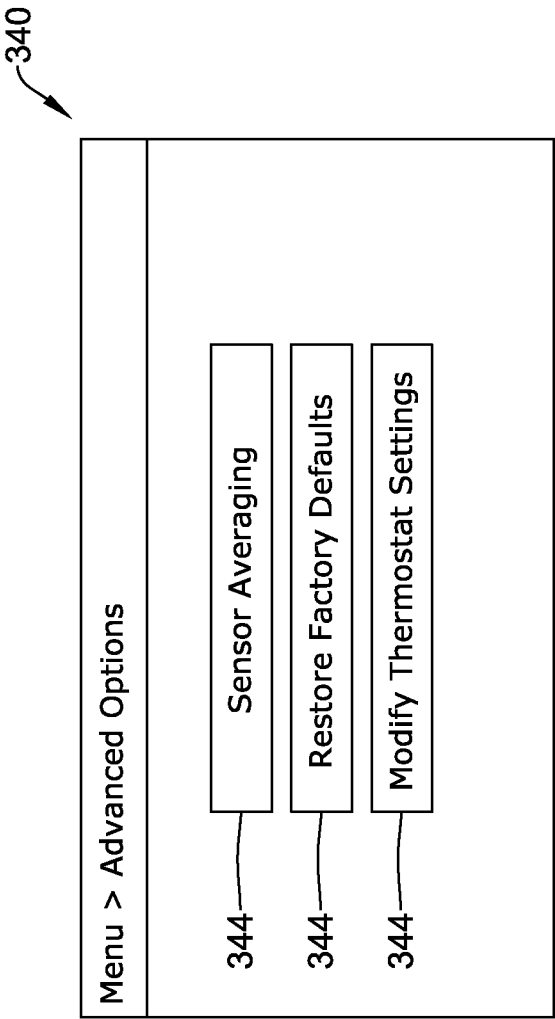 340
Menu > Advanced Options
344
Sensor Averaging
344
Restore Factory Defaults
344
Modify Thermostat Settings